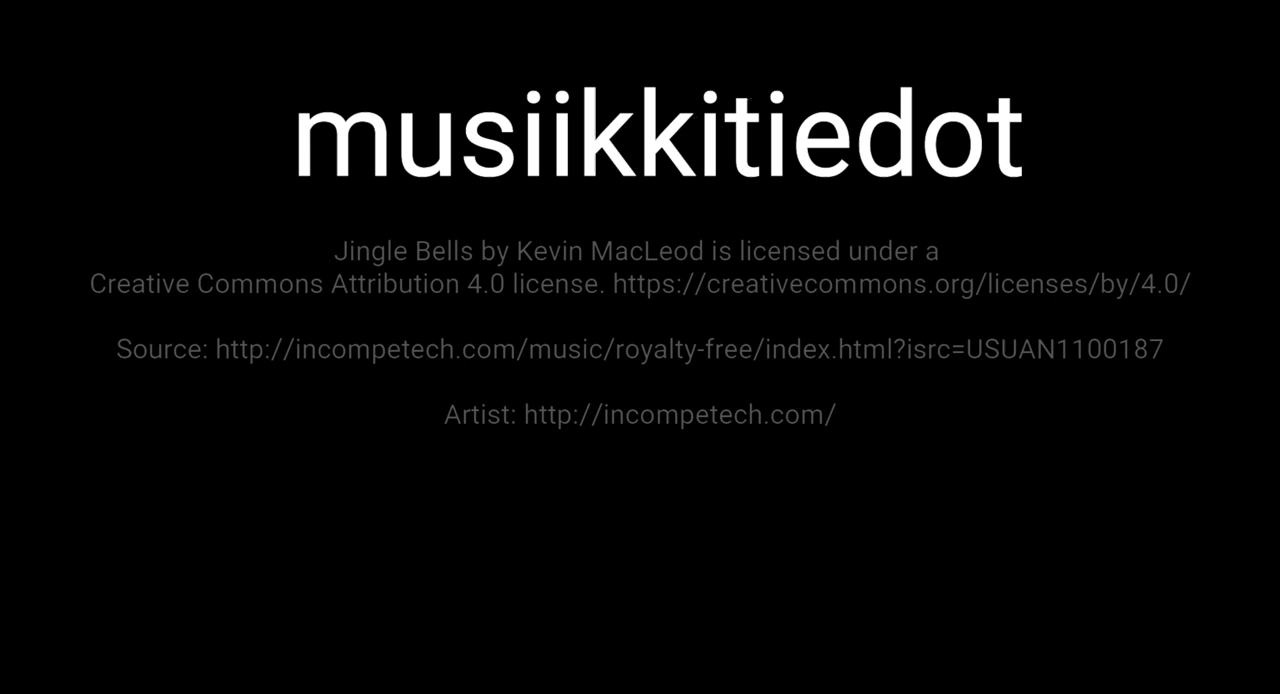 musiikkitiedot
Jingle Bells by Kevin MacLeod is licensed under a
Creative Commons Attribution 4.0 license. https://creativecommons.org/licenses/by/4.0/
Source: http://incompetech.com/music/royalty-free/index.html?isrc=USUAN1100187
Artist: http://incompetech.com/